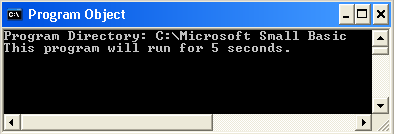 Program Object
Program Directory: C:\Microsoft Small Basic
This program will run for 5 seconds.